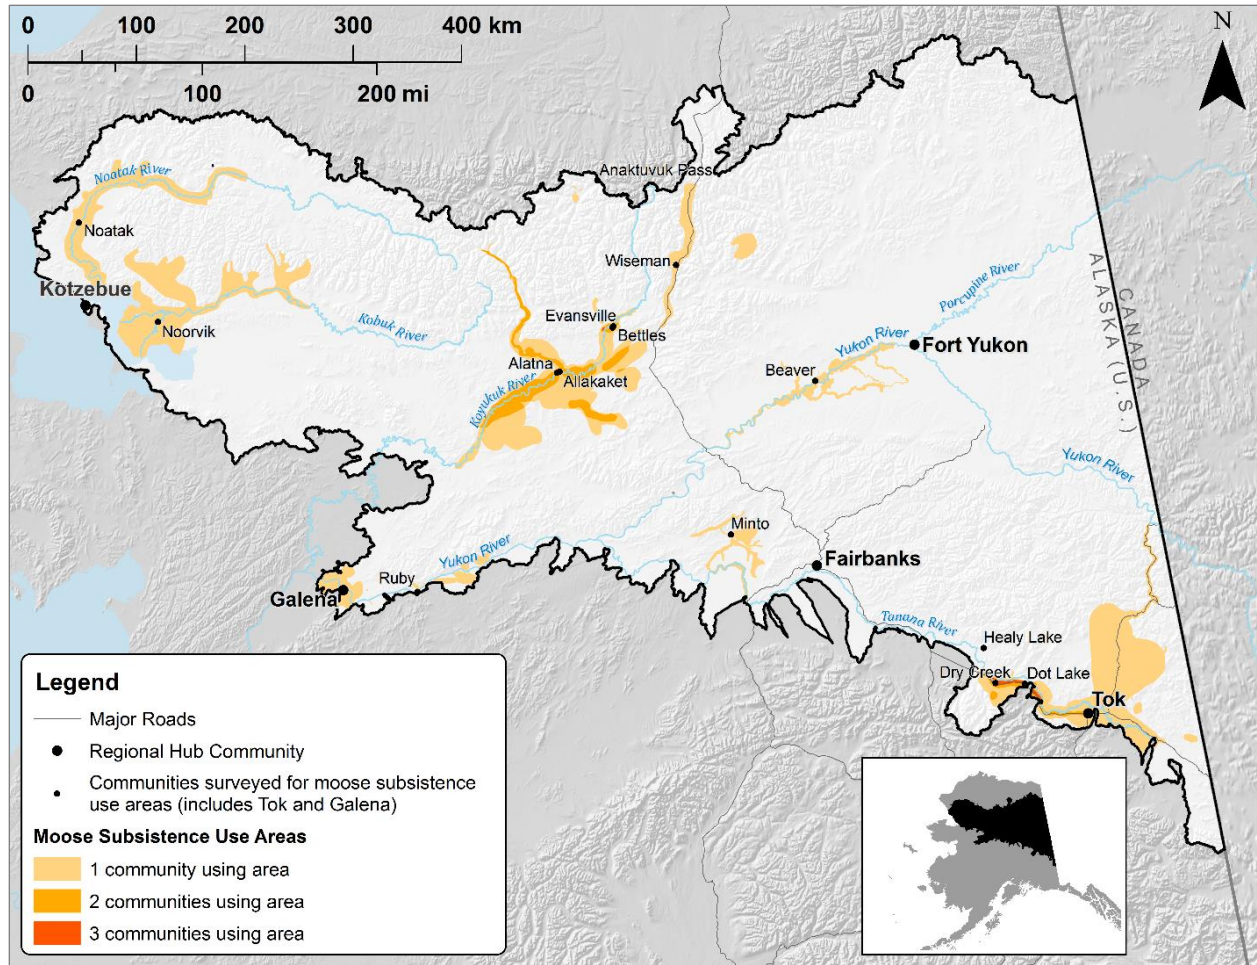 0 100 200 300 400 km
0 100 200 mi
N
Anaktuvuk Pass
Noatak River
Noatak
Wiseman
Kotzebue
Porcupine River
CANADA
ALASKA (U.S.)
Evansville
Noorvik
Kobuk River
Bettles
Yukon River
Fort Yukon
Alatna
Allakaket
Beaver
Koyukuk River
Yukon River
Minto
Yukon River
Fairbanks
Ruby
Galena
Tanana River
Healy Lake
Dry Creek
Dot Lake
Tok
Legend
Major Roads
Regional Hub Community
Communities surveyed for moose subsistence
use areas (includes Tok and Galena)
Moose Subsistence Use Areas
1 community using area
2 communities using area
3 communities using area